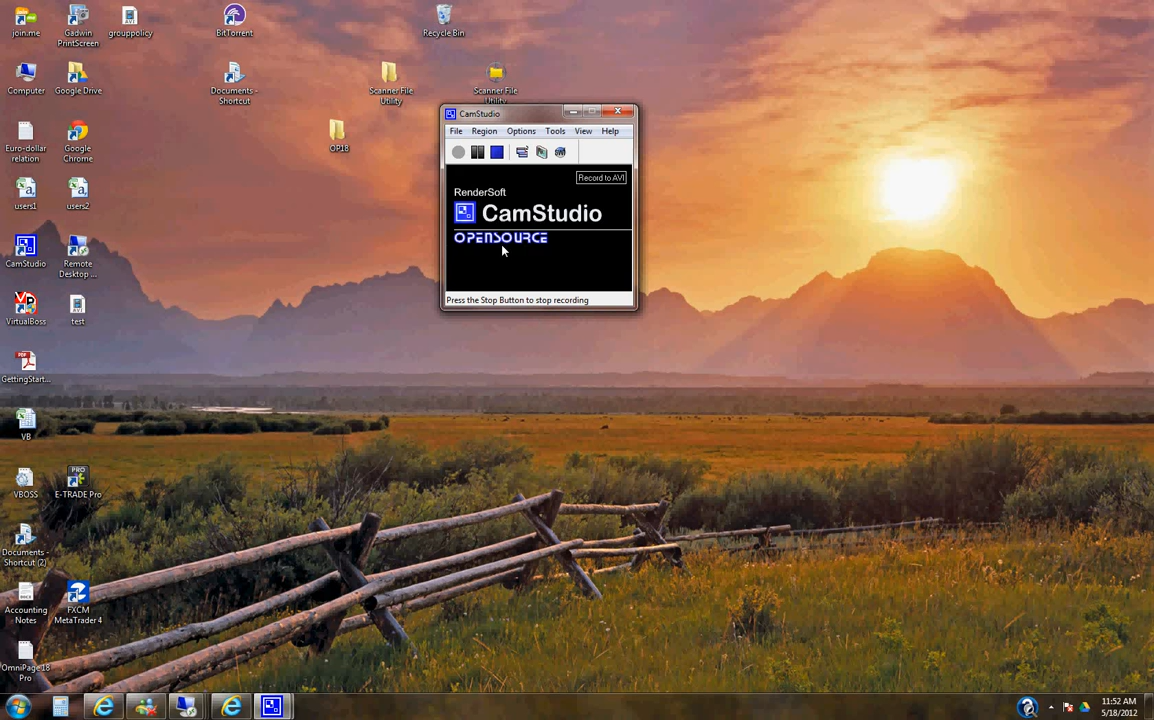 join.me
Gadwin
PrintScreen
grouppolicy
BitTorrent
Recycle Bin
Computer
Google Drive
Documents -
Shortcut
Scanner File
Utility
Scanner File
Utility
Euro-dollar
relation
Google
Chrome
OP18
users1
users2
CamStudio
Remote
Desktop ...
VirtualBoss
test
GettingStart...
VB
VBOSS
PRO
E-TRADE Pro
Documents -
Shortcut (2)
Accounting
Notes
FXCM
MetaTrader 4
OmniPage 18
Pro
CamStudio
File Region Options Tools View Help
Record to AVI
RenderSoft
CamStudio
OPENSOURCE
Press the Stop Button to stop recording
11:52 AM
5/18/2012